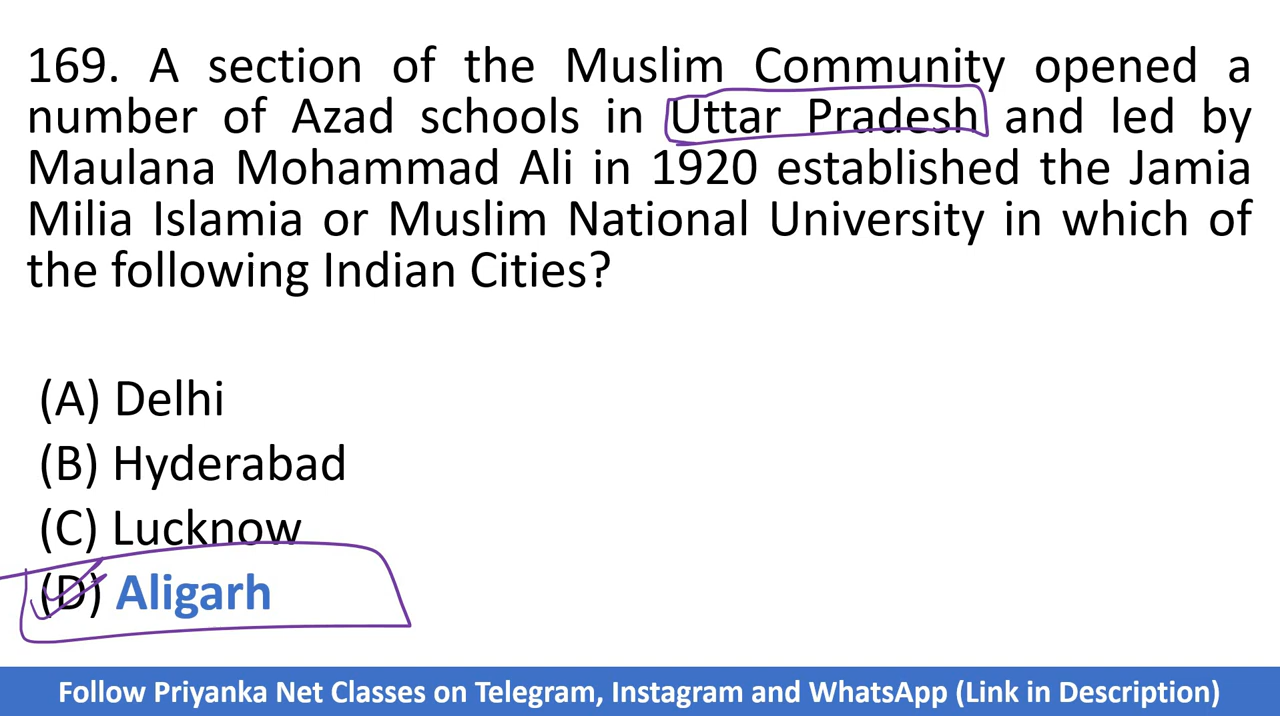 169. A section of the Muslim Community opened a
number of Azad schools in Uttar Pradesh and led by
Maulana Mohammad Ali in 1920 established the Jamia
Milia Islamia or Muslim National University in which of
the following Indian Cities?
(A) Delhi
(B) Hyderabad
(C) Lucknow
(D) Aligarh
Follow Priyanka Net Classes on Telegram, Instagram and WhatsApp (Link in Description)